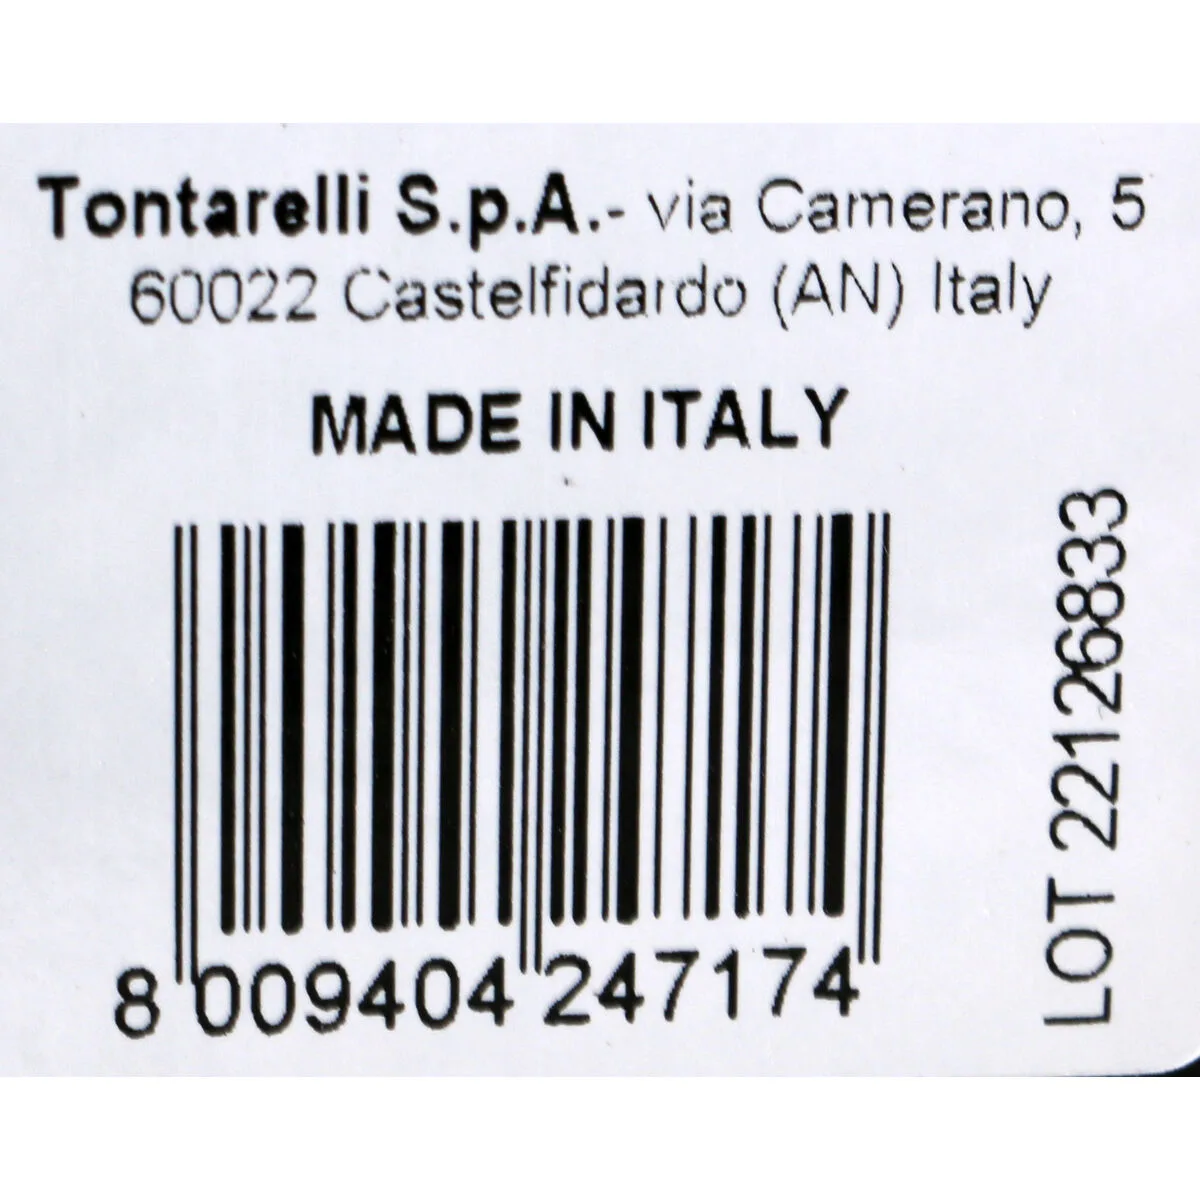 Tontarelli S.p.A.- via Camerano, 5
60022 Castelfidardo (AN) Italy
MADE IN ITALY
8 009404 247174
LOT 22126833